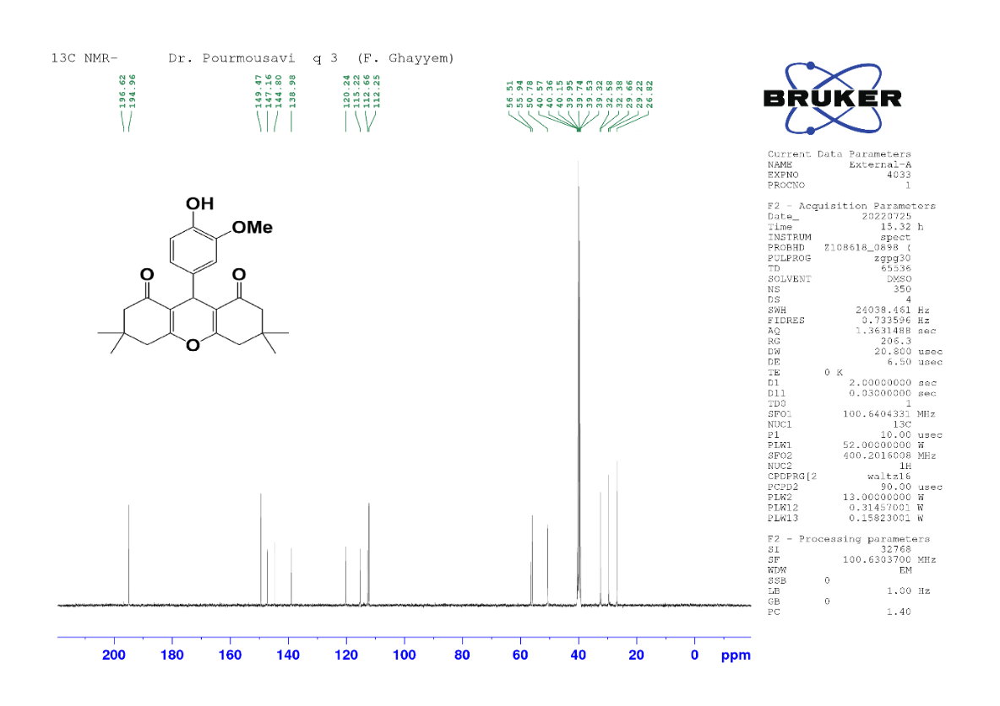 13C NMR-      Dr. Pourmousavi  q 3  (F. Ghayyem)
196.62
194.96
149.47
147.16
144.80
138.98
120.24
115.22
112.66
112.25
56.51
55.94
50.78
40.57
40.36
40.15
39.95
39.74
39.53
39.32
32.58
32.38
29.66
29.22
26.82
BRUKER
OH
OMe
O O
O
Current Data Parameters
NAME External-A
EXPNO 4033
PROCNO 1
F2 - Acquisition Parameters
Date_ 20220725
Time 15.32 h
INSTRUM spect
PROBHD Z108618_0898 (
PULPROG zgpg30
TD 65536
SOLVENT DMSO
NS 350
DS 4
SWH 24038.461 Hz
FIDRES 0.733596 Hz
AQ 1.3631488 sec
RG 206.3
DW 20.800 usec
DE 6.50 usec
TE 0 K
D1 2.00000000 sec
D11 0.03000000 sec
TD0 1
SFO1 100.6404331 MHz
NUC1 13C
P1 10.00 usec
PLW1 52.00000000 W
SFO2 400.2016008 MHz
NUC2 1H
CPDPRG[2 waltz16
PCPD2 90.00 usec
PLW2 13.00000000 W
PLW12 0.31457001 W
PLW13 0.15823001 W
F2 - Processing parameters
SI 32768
SF 100.6303700 MHz
WDW EM
SSB 0
LB 1.00 Hz
GB 0
PC 1.40
200 180 160 140 120 100 80 60 40 20 0 ppm